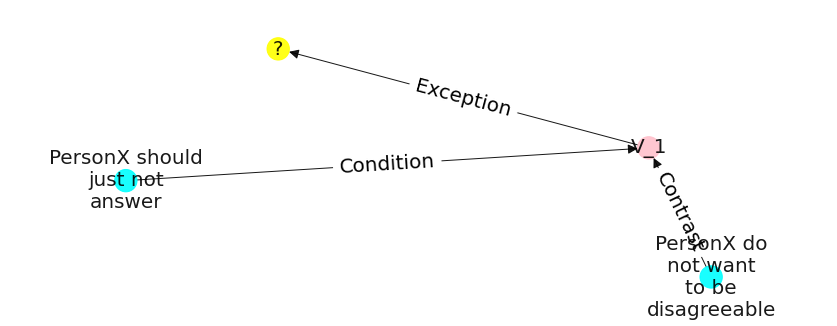 ?
Exception
V_1
PersonX should
just not
answer
Condition
Contrast
PersonX do
not want
to be
disagreeable